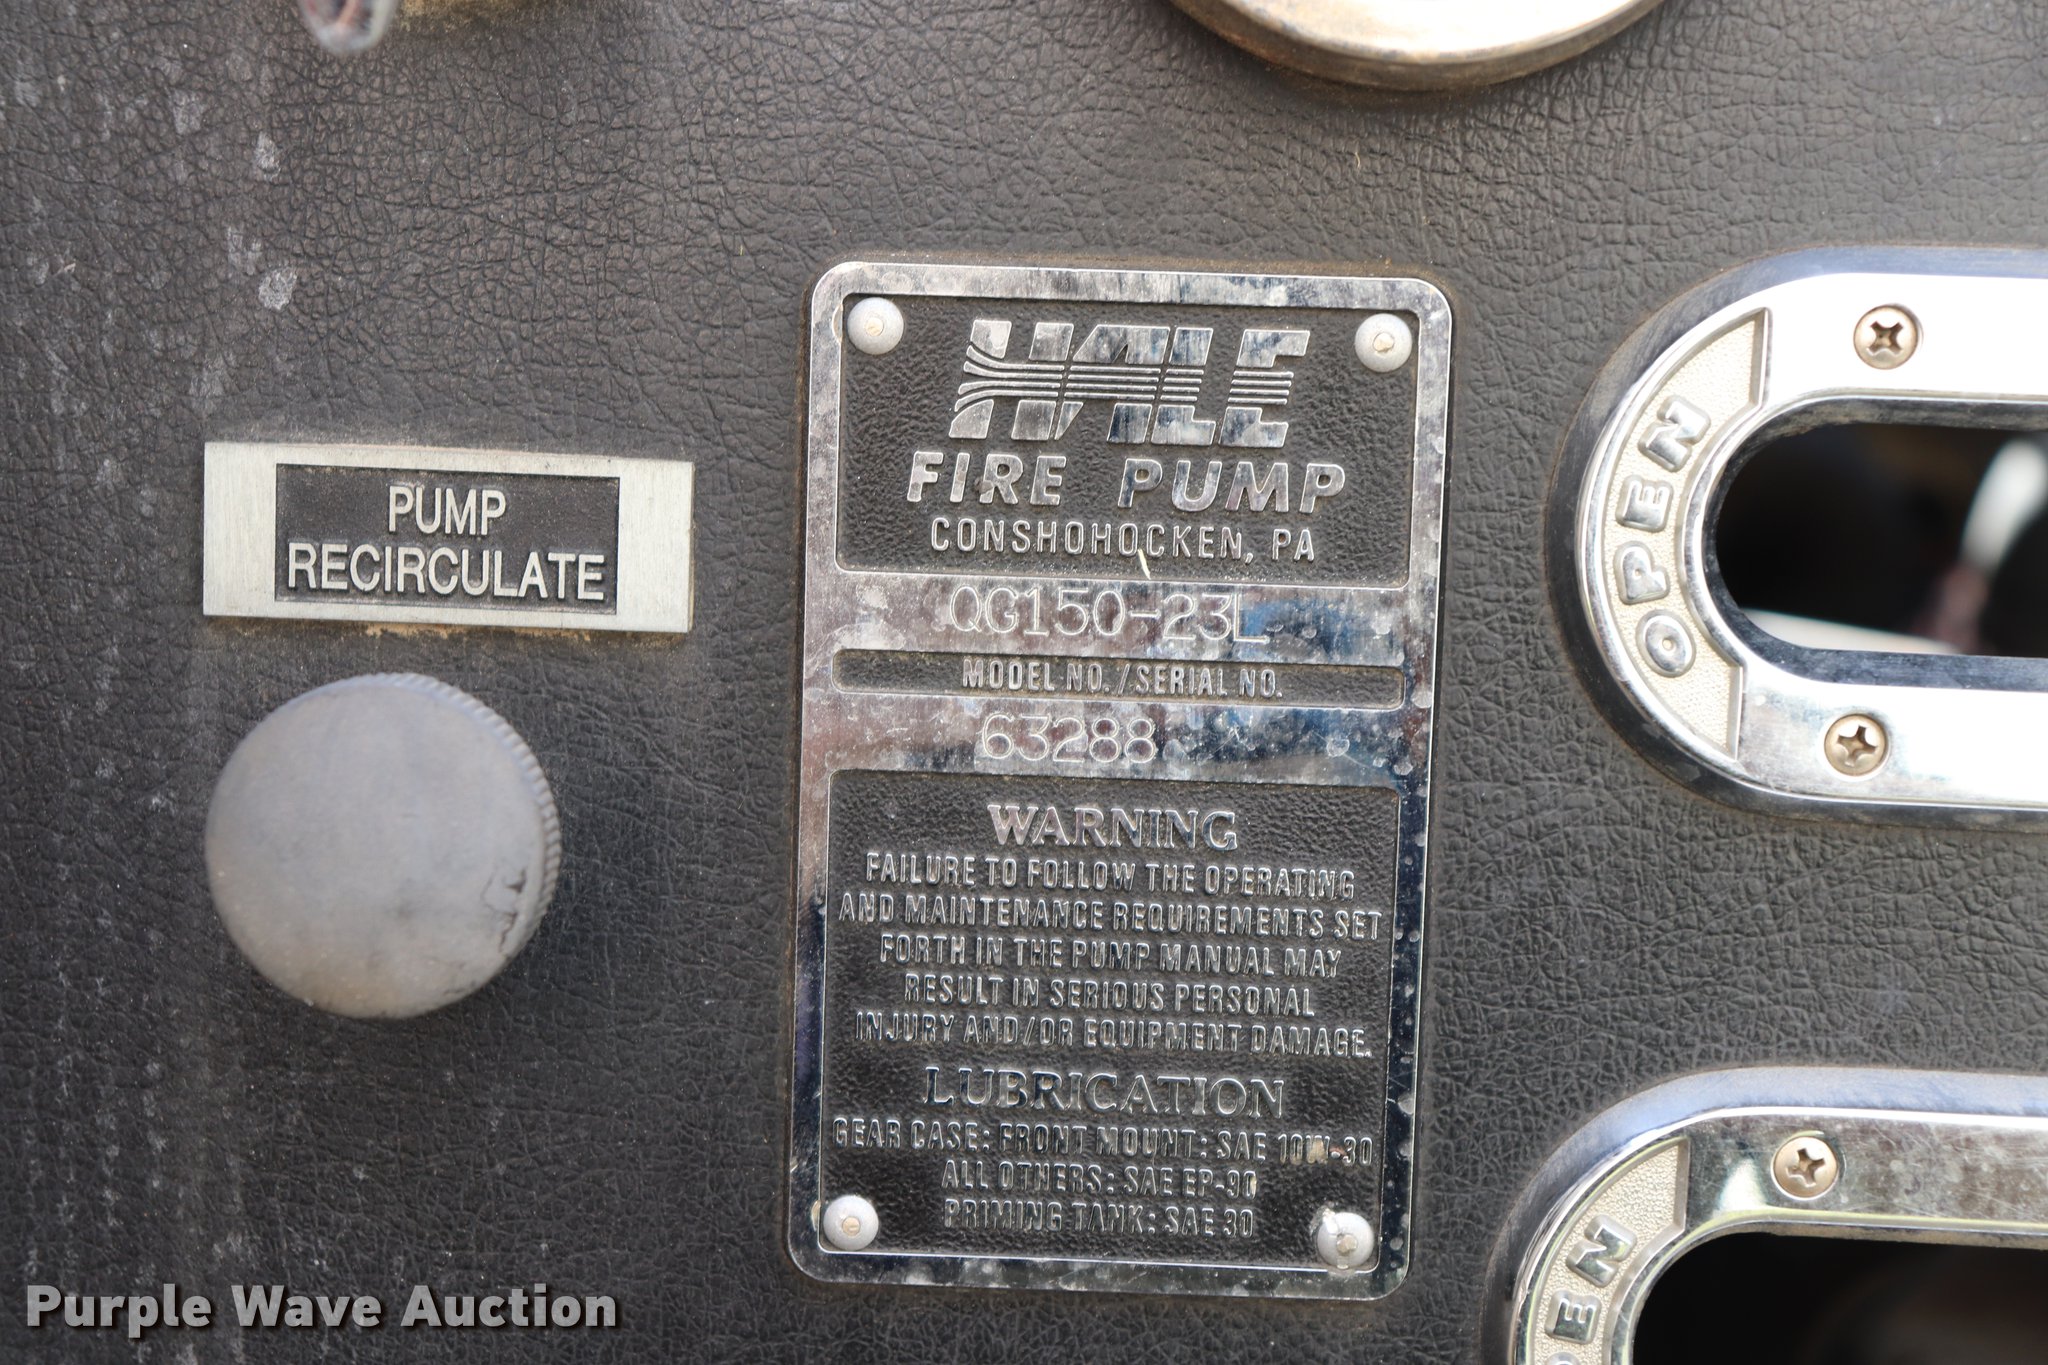 PUMP
RECIRCULATE
HALE
FIRE PUMP
CONSHOHOCKEN, PA
QG150-23L
MODEL NO./SERIAL NO.
63288
WARNING
FAILURE TO FOLLOW THE OPERATING
AND MAINTENANCE REQUIREMENTS SET
FORTH IN THE PUMP MANUAL MAY
RESULT IN SERIOUS PERSONAL
INJURY AND/OR EQUIPMENT DAMAGE.
LUBRICATION
GEAR CASE: FRONT MOUNT: SAE 10W-30
ALL OTHERS: SAE EP-90
PRIMING TANK: SAE 30
OPEN
OPEN
Purple Wave Auction